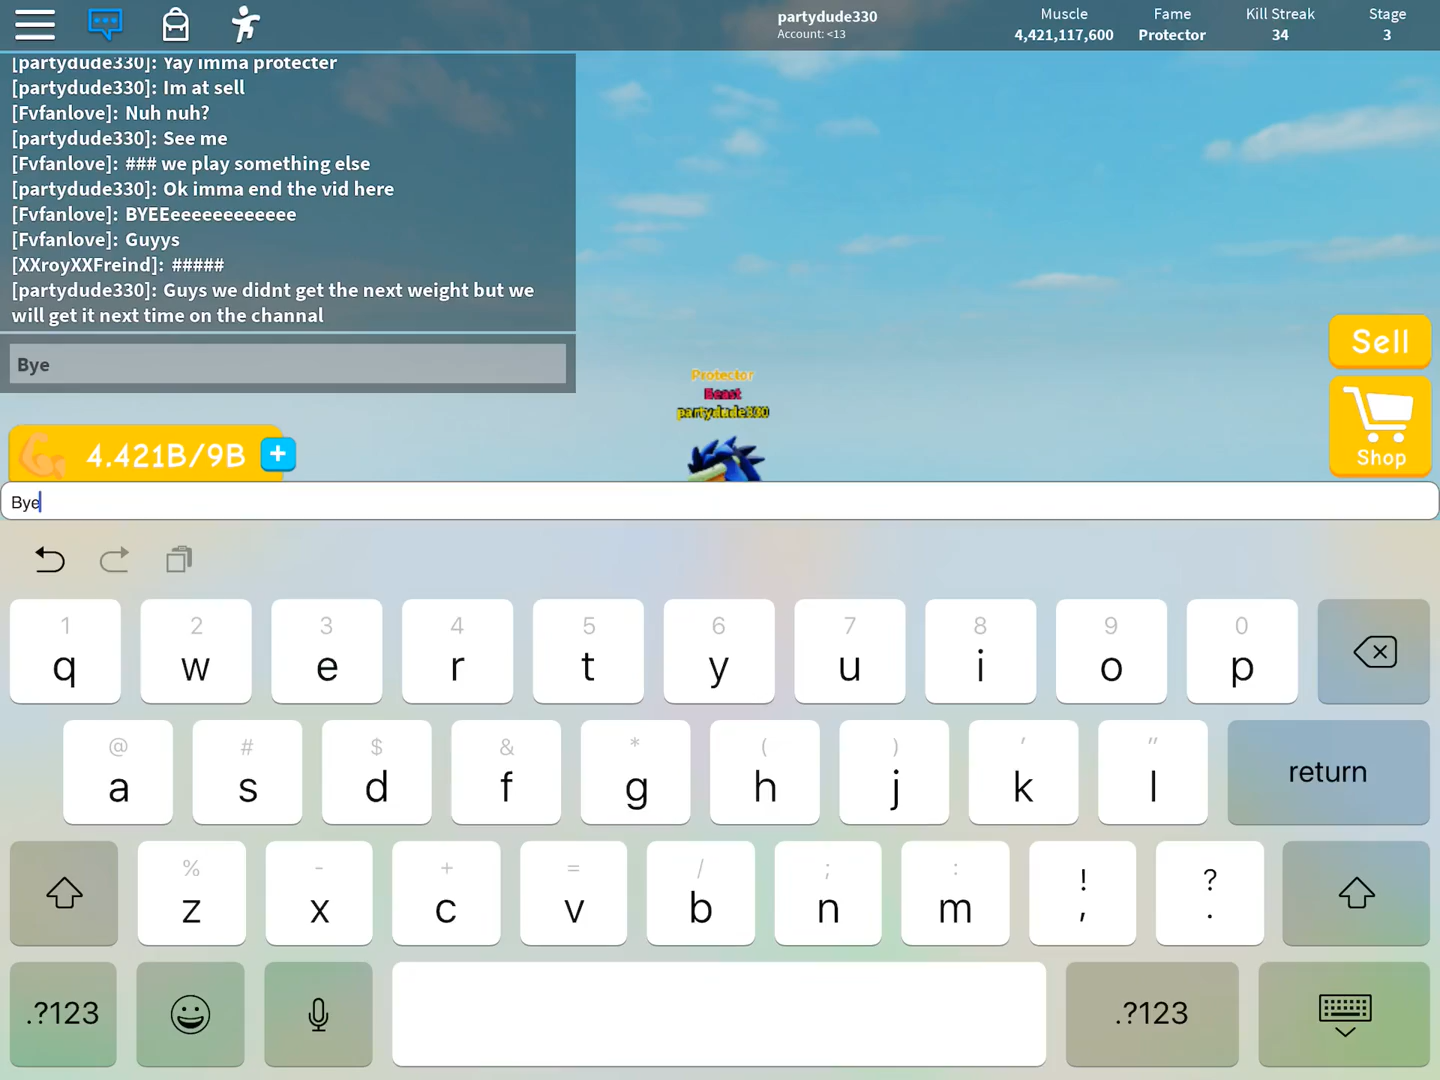 partydude330
Account: <13
Muscle
4,421,117,600
Fame
Protector
Kill Streak
34
Stage
3
[partydude330]: Yay imma protecter
[partydude330]: Im at sell
[Fvfanlove]: Nuh nuh?
[partydude330]: See me
[Fvfanlove]: ### we play something else
[partydude330]: Ok imma end the vid here
[Fvfanlove]: BYEEeeeeeeeeeee
[Fvfanlove]: Guyys
[XXroyXXFreind]: #####
[partydude330]: Guys we didnt get the next weight but we
will get it next time on the channal
Bye
Sell
Shop
Protector
Beast
partydude330
4.421B/9B +
Bye
1 2 3 4 5 6 7 8 9 0
q w e r t y u i o p
@ # $ & * ( ) ' "
a s d f g h j k l return
% - + = / ; : ! ?
z x c v b n m , .
.?123 .?123